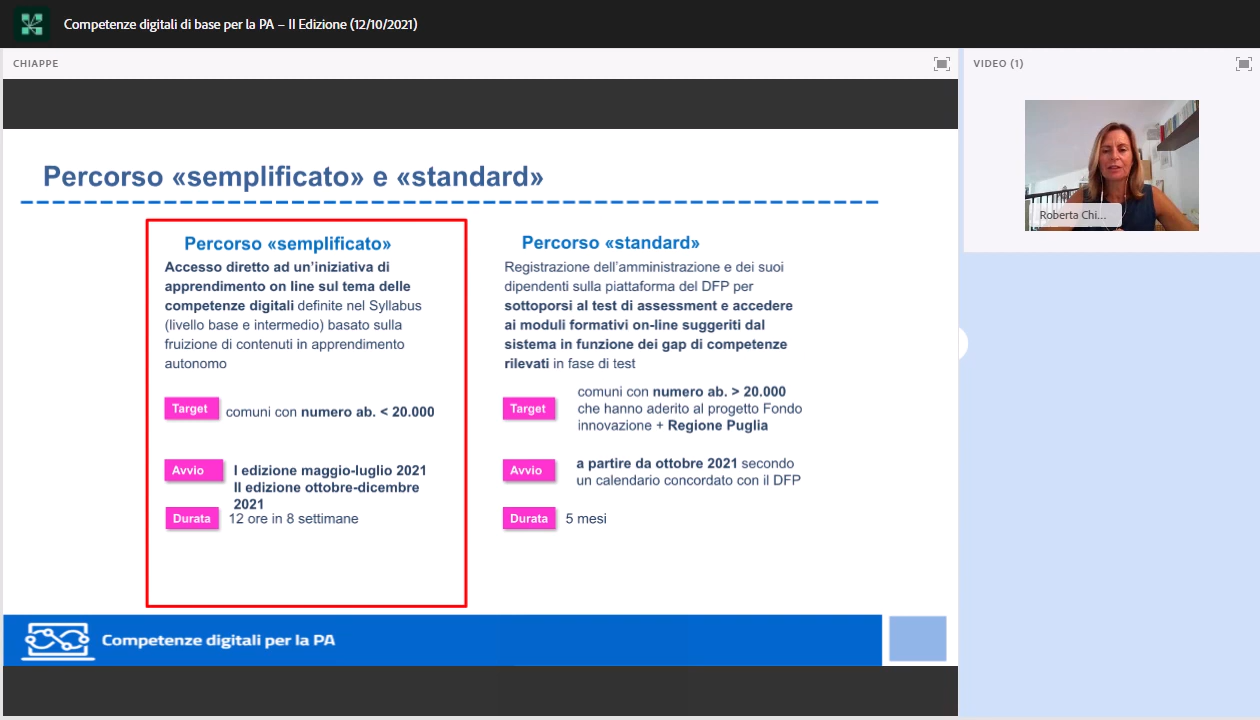 Competenze digitali di base per la PA – II Edizione (12/10/2021)
CHIAPPE
VIDEO (1)
Roberta Chi...
Percorso «semplificato» e «standard»
Percorso «semplificato»
Accesso diretto ad un'iniziativa di
apprendimento on line sul tema delle
competenze digitali definite nel Syllabus
(livello base e intermedio) basato sulla
fruizione di contenuti in apprendimento
autonomo
Target
comuni con numero ab. < 20.000
Avvio
I edizione maggio-luglio 2021
II edizione ottobre-dicembre
2021
Durata
12 ore in 8 settimane
Percorso «standard»
Registrazione dell'amministrazione e dei suoi
dipendenti sulla piattaforma del DFP per
sottoporsi al test di assessment e accedere
ai moduli formativi on-line suggeriti dal
sistema in funzione dei gap di competenze
rilevati in fase di test
Target
comuni con numero ab. > 20.000
che hanno aderito al progetto Fondo
innovazione + Regione Puglia
Avvio
a partire da ottobre 2021 secondo
un calendario concordato con il DFP
Durata
5 mesi
Competenze digitali per la PA